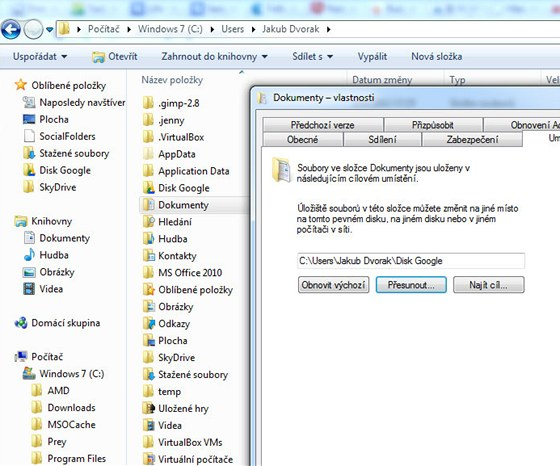 Počítač ▸ Windows 7 (C:) ▸ Users ▸ Jakub Dvorak ▸
Uspořádat ▾ Otevřít Zahrnout do knihovny ▾ Sdílet s ▾ Vypálit Nová složka
Oblíbené položky
Naposledy navštíver
Plocha
SocialFolders
Stažené soubory
Disk Google
SkyDrive
Knihovny
Dokumenty
Hudba
Obrázky
Videa
Domácí skupina
Počítač
Windows 7 (C:)
AMD
Downloads
MSOCache
Prey
Program Files
Název položky
Datum změny
Typ
Veli
.gimp-2.8
.jenny
.VirtualBox
AppData
Application Data
Disk Google
Dokumenty
Hledání
Hudba
Kontakty
MS Office 2010
Oblíbené položky
Obrázky
Odkazy
Plocha
SkyDrive
Stažené soubory
temp
Uložené hry
Videa
VirtualBox VMs
Virtuální počítače
Dokumenty – vlastnosti
Předchozí verze Přizpůsobit Obnovení Ad
Obecné Sdílení Zabezpečení Um
Soubory ve složce Dokumenty jsou uloženy v
následujícím cílovém umístění.
Úložiště souborů v této složce můžete změnit na jiné místo
na tomto pevném disku, na jiném disku nebo v jiném
počítači v síti.
C:\Users\Jakub Dvorak\Disk Google
Obnovit výchozí Přesunout... Najít cíl...